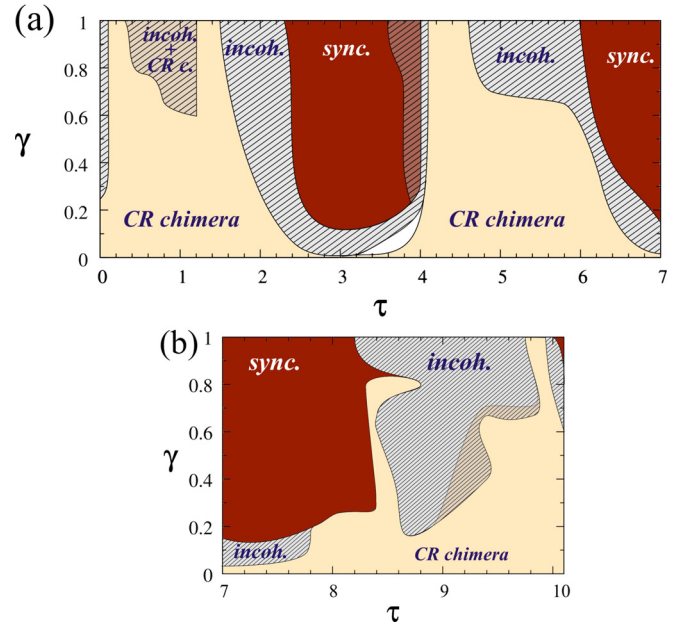 (a)
incoh.
+
CR c.
incoh.
sync.
incoh.
sync.
1
0.8
0.6
0.4
0.2
0
γ
CR chimera
CR chimera
0 1 2 3 4 5 6 7
τ
(b)
sync.
incoh.
1
0.8
0.6
0.4
0.2
0
γ
incoh.
CR chimera
7 8 9 10
τ